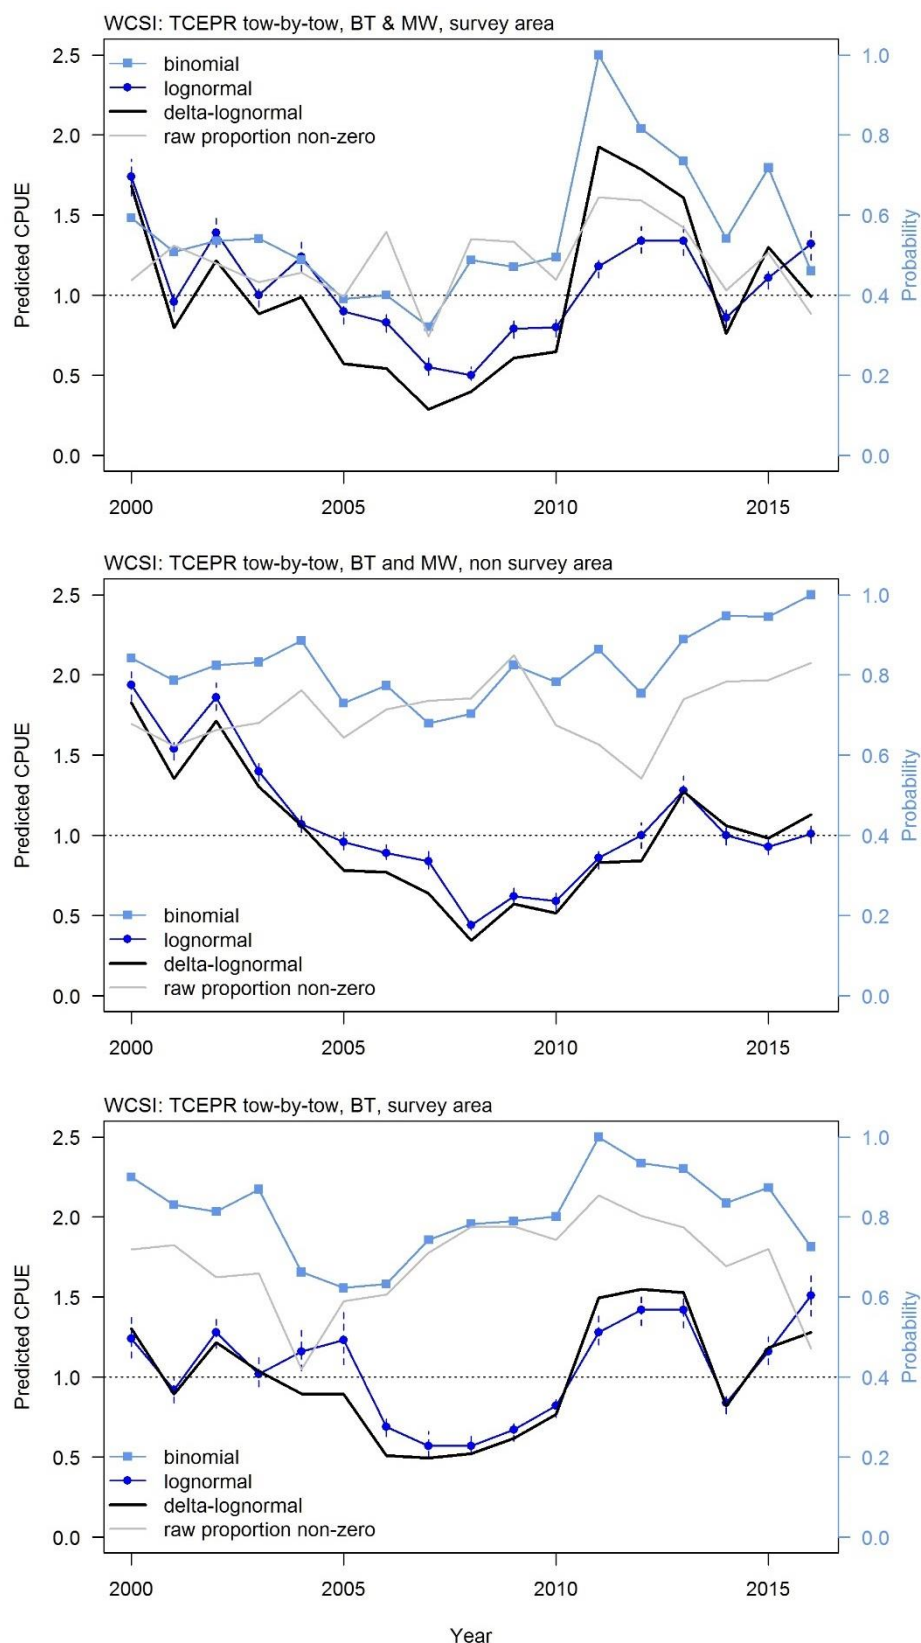 WCSI: TCEPR tow-by-tow, BT & MW, survey area
binomial
lognormal
delta-lognormal
raw proportion non-zero
Predicted CPUE
2.5
2.0
1.5
1.0
0.5
0.0
1.0
0.8
0.6
0.4
0.2
0.0
Probability
2000 2005 2010 2015
WCSI: TCEPR tow-by-tow, BT and MW, non survey area
Predicted CPUE
2.5
2.0
1.5
1.0
0.5
0.0
binomial
lognormal
delta-lognormal
raw proportion non-zero
1.0
0.8
0.6
0.4
0.2
0.0
Probability
2000 2005 2010 2015
WCSI: TCEPR tow-by-tow, BT, survey area
Predicted CPUE
2.5
2.0
1.5
1.0
0.5
0.0
binomial
lognormal
delta-lognormal
raw proportion non-zero
1.0
0.8
0.6
0.4
0.2
0.0
Probability
2000 2005 2010 2015
Year